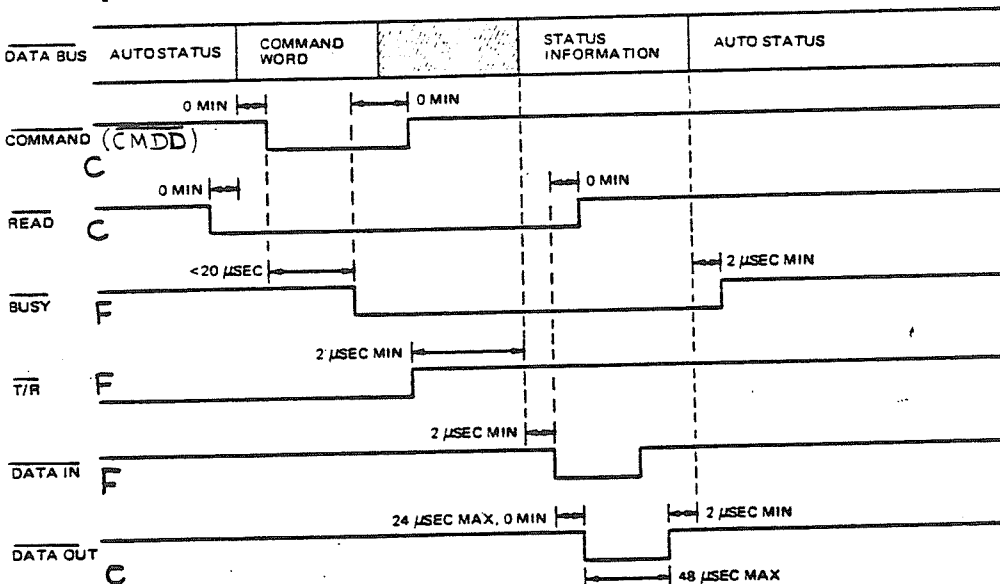 DATA BUS
AUTO STATUS
COMMAND
WORD
STATUS
INFORMATION
AUTO STATUS
0 MIN
0 MIN
COMMAND (CMDD)
C
0 MIN
0 MIN
READ
C
<20 µSEC
2 µSEC MIN
BUSY
F
2 µSEC MIN
T/R
F
2 µSEC MIN
DATA IN
F
24 µSEC MAX, 0 MIN
2 µSEC MIN
DATA OUT
C
48 µSEC MAX